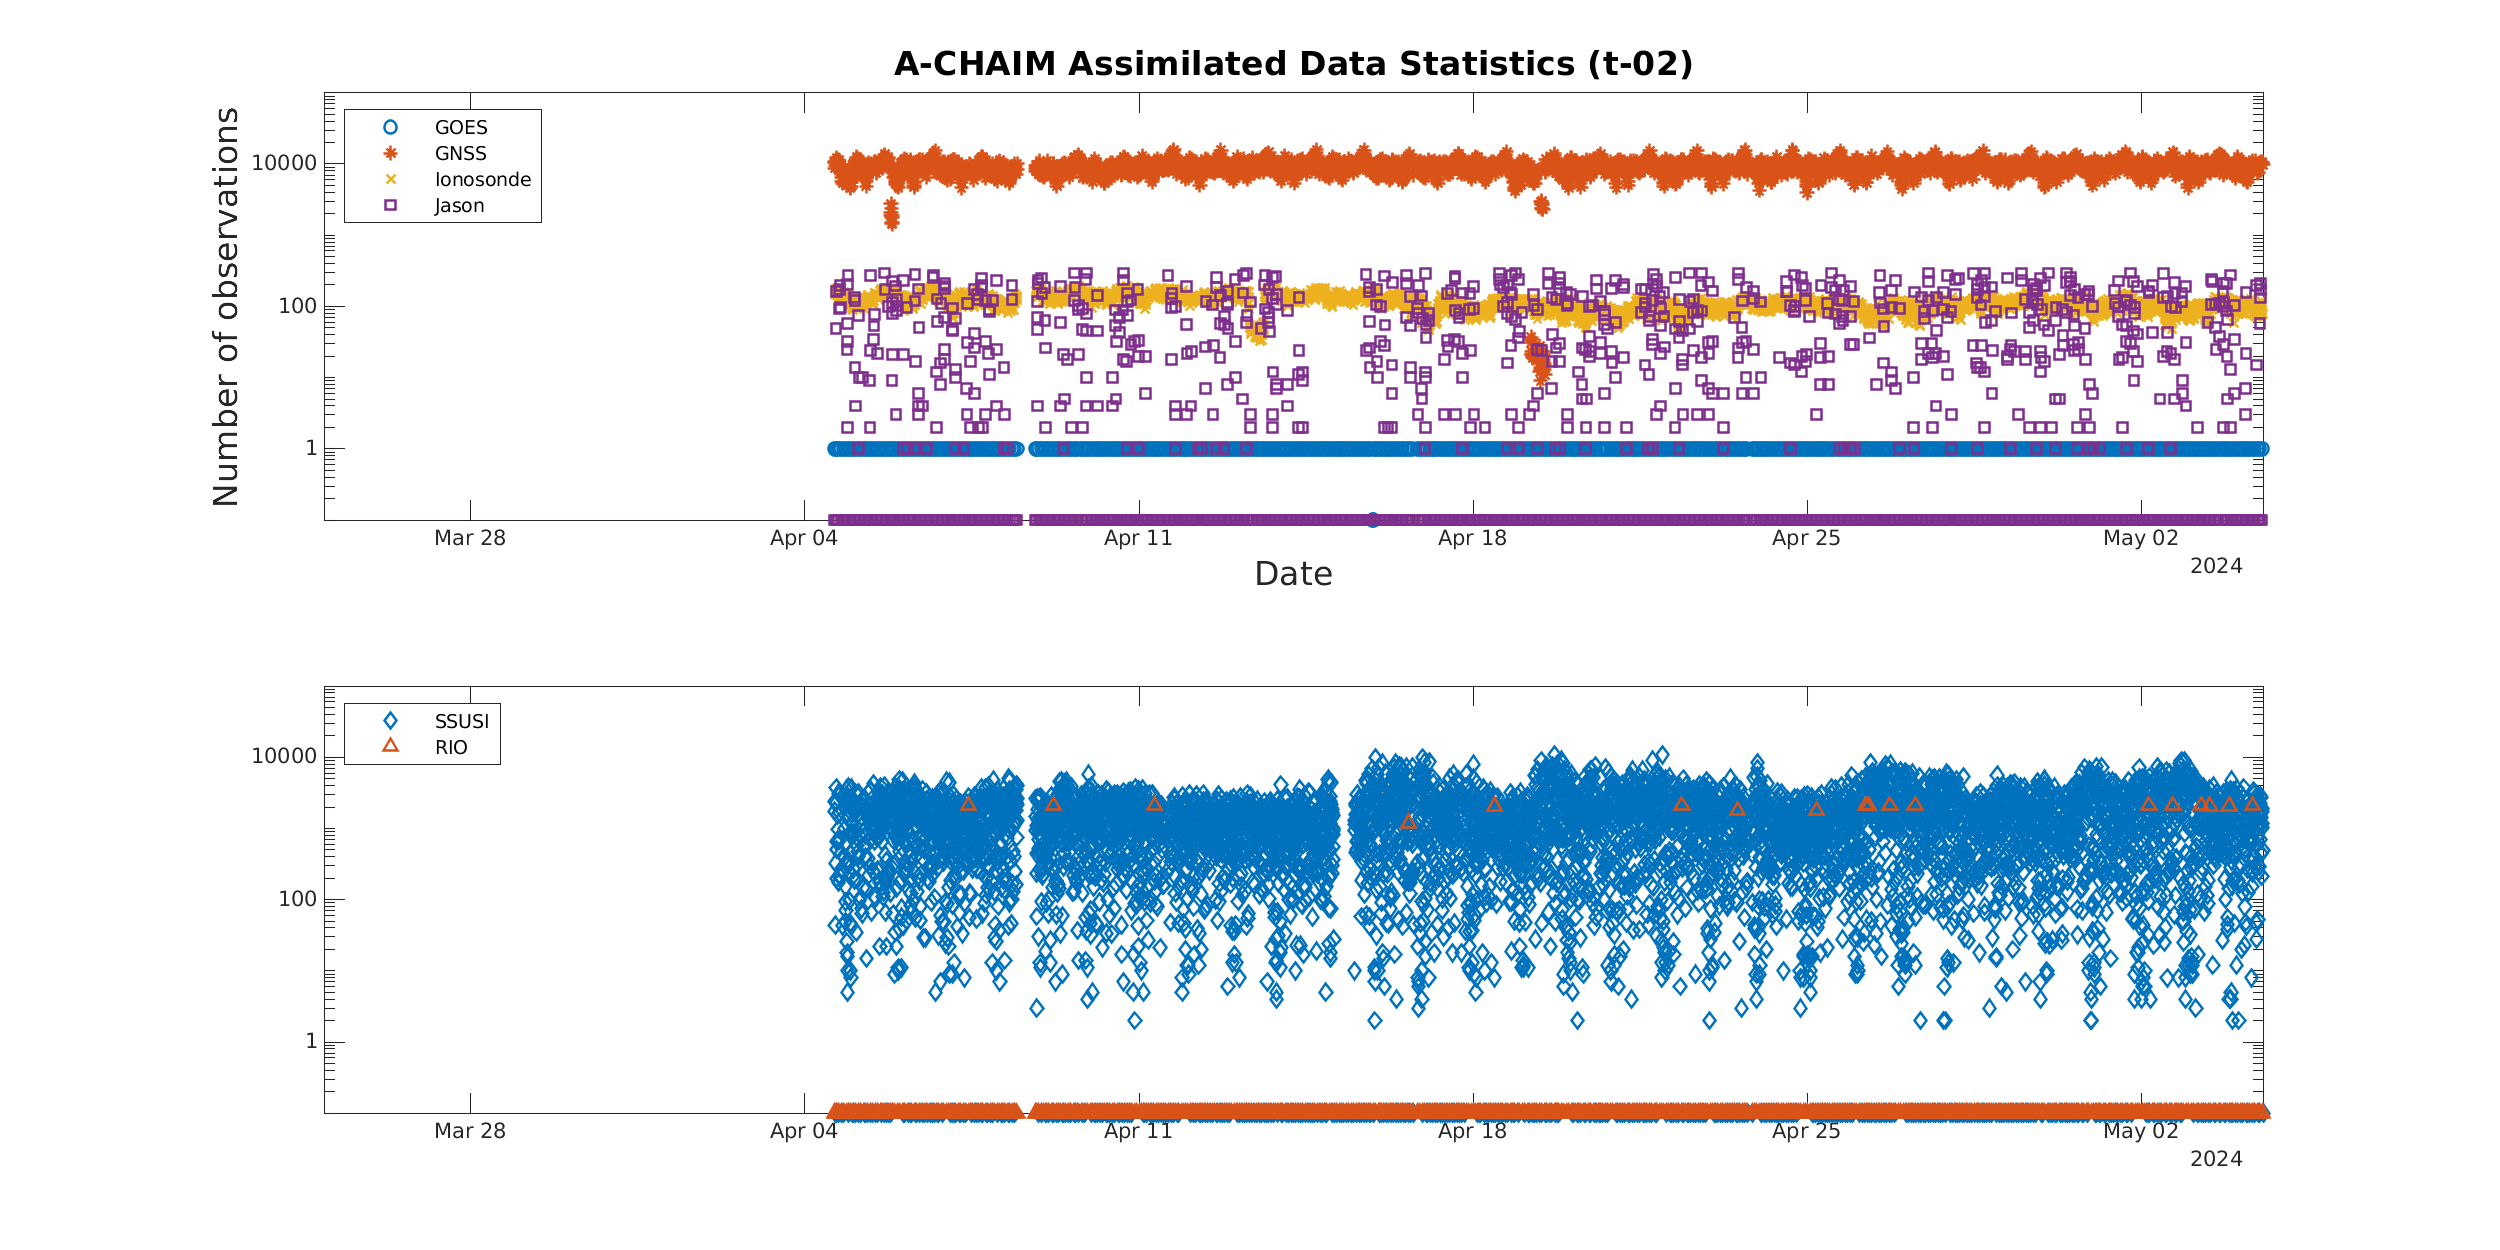 A-CHAIM Assimilated Data Statistics (t-02)
Number of observations
10000
100
1
GOES
GNSS
Ionosonde
Jason
Mar 28
Apr 04
Apr 11
Apr 18
Apr 25
May 02
2024
Date
10000
100
1
SSUSI
RIO
Mar 28
Apr 04
Apr 11
Apr 18
Apr 25
May 02
2024